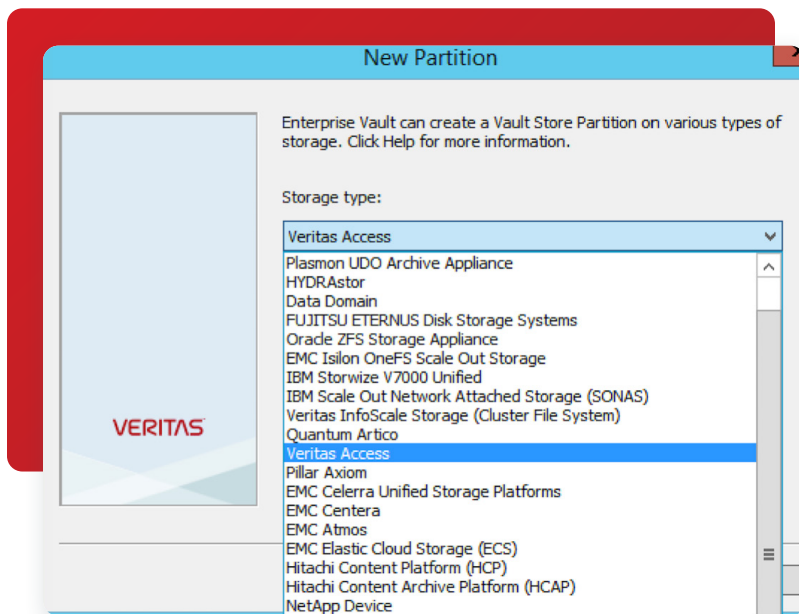 New Partition
Enterprise Vault can create a Vault Store Partition on various types of
storage. Click Help for more information.
Storage type:
Veritas Access
Plasmon UDO Archive Appliance
HYDRAstor
Data Domain
FUJITSU ETERNUS Disk Storage Systems
Oracle ZFS Storage Appliance
EMC Isilon OneFS Scale Out Storage
IBM Storwize V7000 Unified
IBM Scale Out Network Attached Storage (SONAS)
Veritas InfoScale Storage (Cluster File System)
Quantum Artico
Veritas Access
Pillar Axiom
EMC Celerra Unified Storage Platforms
EMC Centera
EMC Atmos
EMC Elastic Cloud Storage (ECS)
Hitachi Content Platform (HCP)
Hitachi Content Archive Platform (HCAP)
NetApp Device
VERITAS